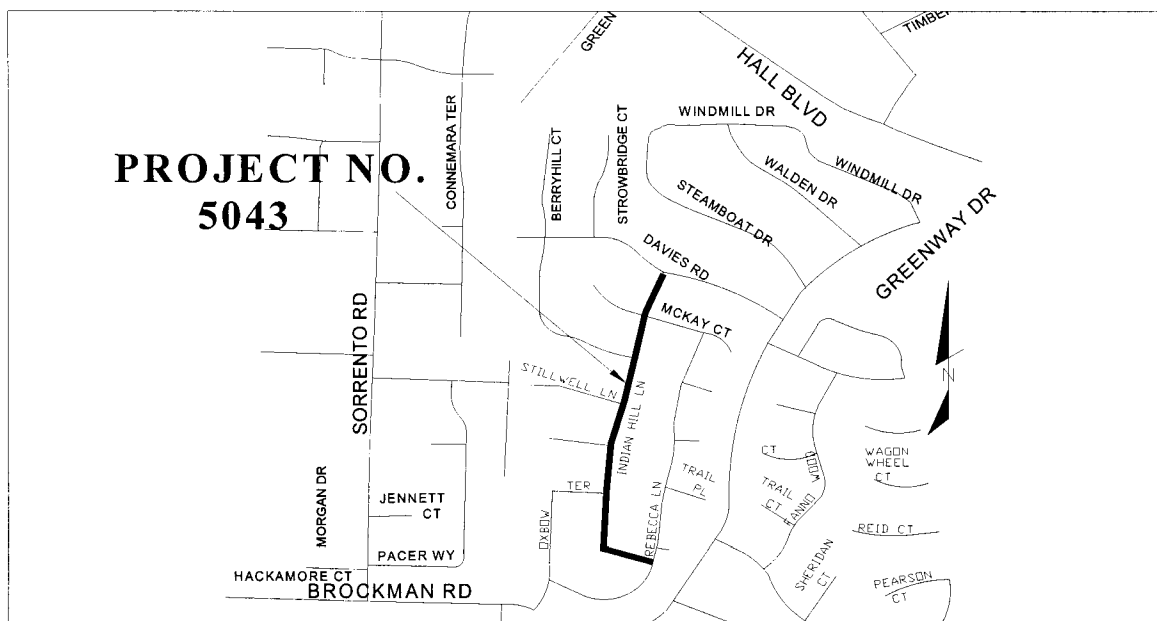 TIMBE
GREEN
HALL BLVD
WINDMILL DR
CONNEMARA TER
BERRYHILL CT
STROWBRIDGE CT
PROJECT NO.
5043
WALDEN DR
WINDMILL DR
STEAMBOAT DR
DAVIES RD
GREENWAY DR
MCKAY CT
SORRENTO RD
N
STILLWELL LN
INDIAN HILL LN
WAGON
WHEEL
CT
CT
HANNO
WOOD
TRAIL
PL
TRAIL
CT
TER
OXBOW
REBECCA LN
MORGAN DR
JENNETT
CT
REID CT
PACER WY
SHERIDAN
CT
PEARSON
CT
HACKAMORE CT
BROCKMAN RD